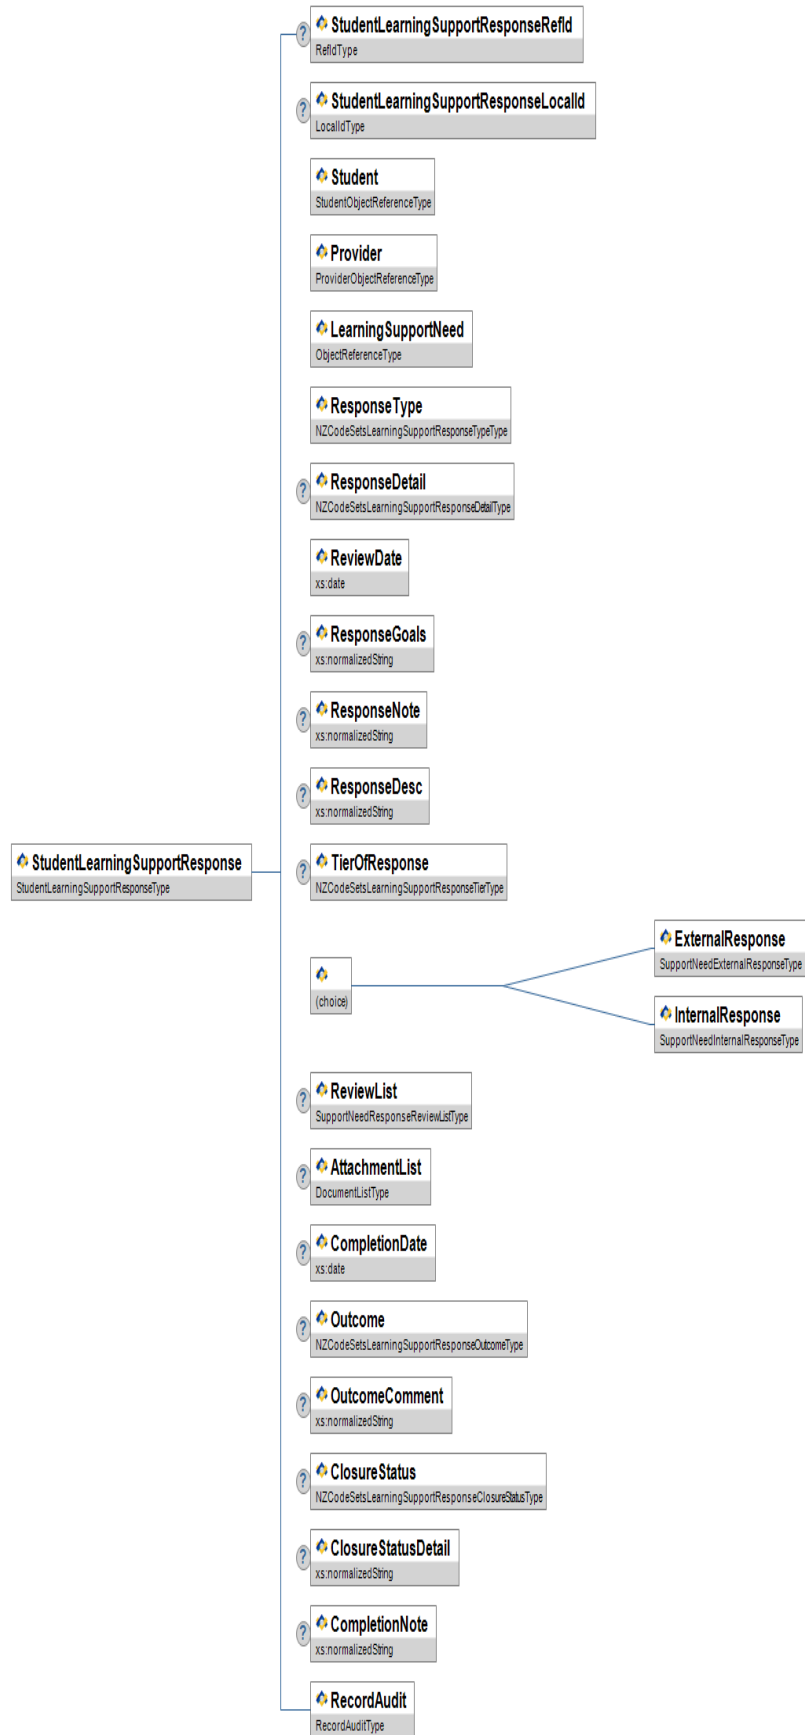 ?
StudentLearningSupportResponseRefId
RefIdType
?
StudentLearningSupportResponseLocalId
LocalIdType
Student
StudentObjectReferenceType
Provider
ProviderObjectReferenceType
LearningSupportNeed
ObjectReferenceType
ResponseType
NZCodeSetsLearningSupportResponseTypeType
?
ResponseDetail
NZCodeSetsLearningSupportResponseDetailType
ReviewDate
xs:date
?
ResponseGoals
xs:normalizedString
?
ResponseNote
xs:normalizedString
?
ResponseDesc
xs:normalizedString
StudentLearningSupportResponse
StudentLearningSupportResponseType
?
TierOfResponse
NZCodeSetsLearningSupportResponseTierType
(choice)
ExternalResponse
SupportNeedExternalResponseType
InternalResponse
SupportNeedInternalResponseType
?
ReviewList
SupportNeedResponseReviewListType
?
AttachmentList
DocumentListType
?
CompletionDate
xs:date
?
Outcome
NZCodeSetsLearningSupportResponseOutcomeType
?
OutcomeComment
xs:normalizedString
?
ClosureStatus
NZCodeSetsLearningSupportResponseClosureStatusType
?
ClosureStatusDetail
xs:normalizedString
?
CompletionNote
xs:normalizedString
RecordAudit
RecordAuditType